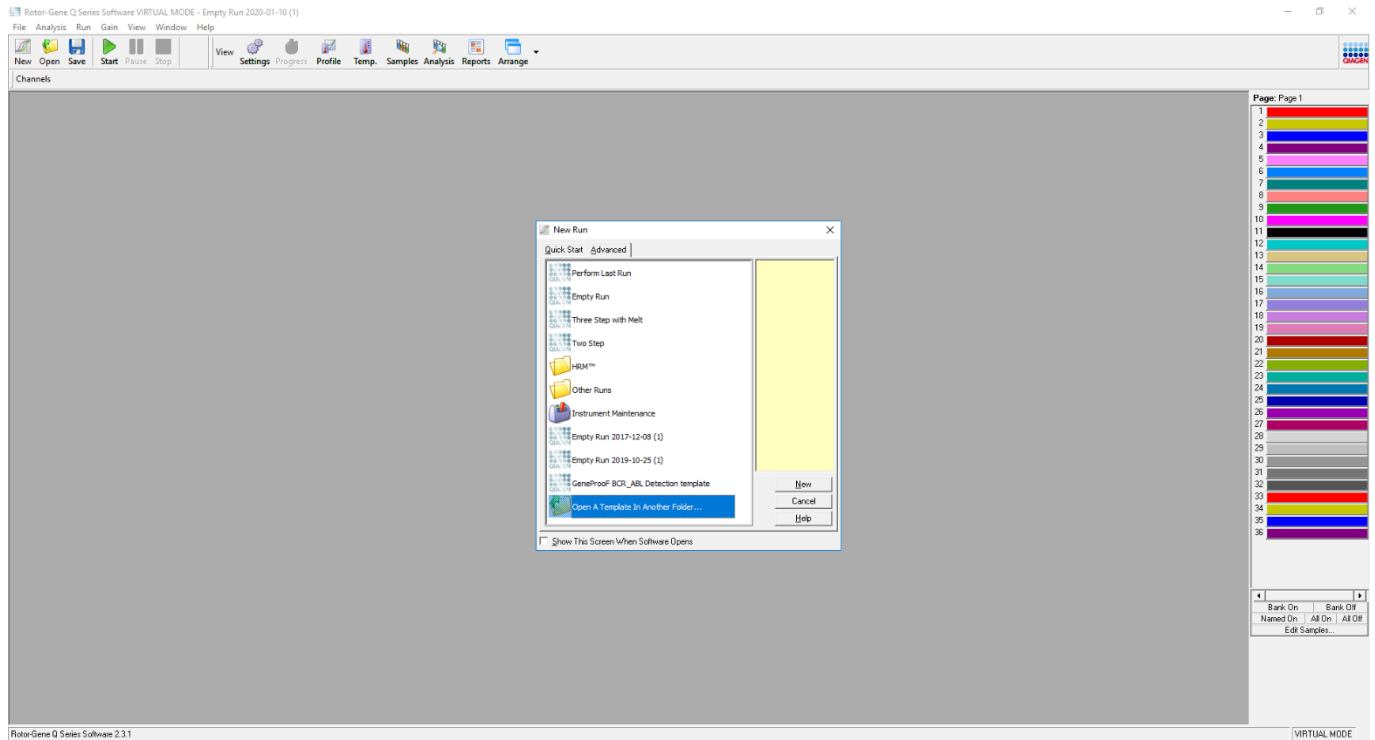 Rotor-Gene Q Series Software VIRTUAL MODE - Empty Run 2020-01-10 (1)
File Analysis Run Gain View Window Help
New Open Save Start Pause Stop View Settings Progress Profile Temp. Samples Analysis Reports Arrange
QIAGEN
Channels
Page: Page 1
1
2
3
4
5
6
7
8
9
10
11
12
13
14
15
16
17
18
19
20
21
22
23
24
25
26
27
28
29
30
31
32
33
34
35
36
Bank On Bank Off
Named On All On All Off
Edit Samples...
New Run
Quick Start Advanced
Perform Last Run
Empty Run
Three Step with Melt
Two Step
HRM™
Other Runs
Instrument Maintenance
Empty Run 2017-12-08 (1)
Empty Run 2019-10-25 (1)
GeneProoF BCR_ABL Detection template
Open A Template In Another Folder...
New
Cancel
Help
Show This Screen When Software Opens
Rotor-Gene Q Series Software 2.3.1
VIRTUAL MODE